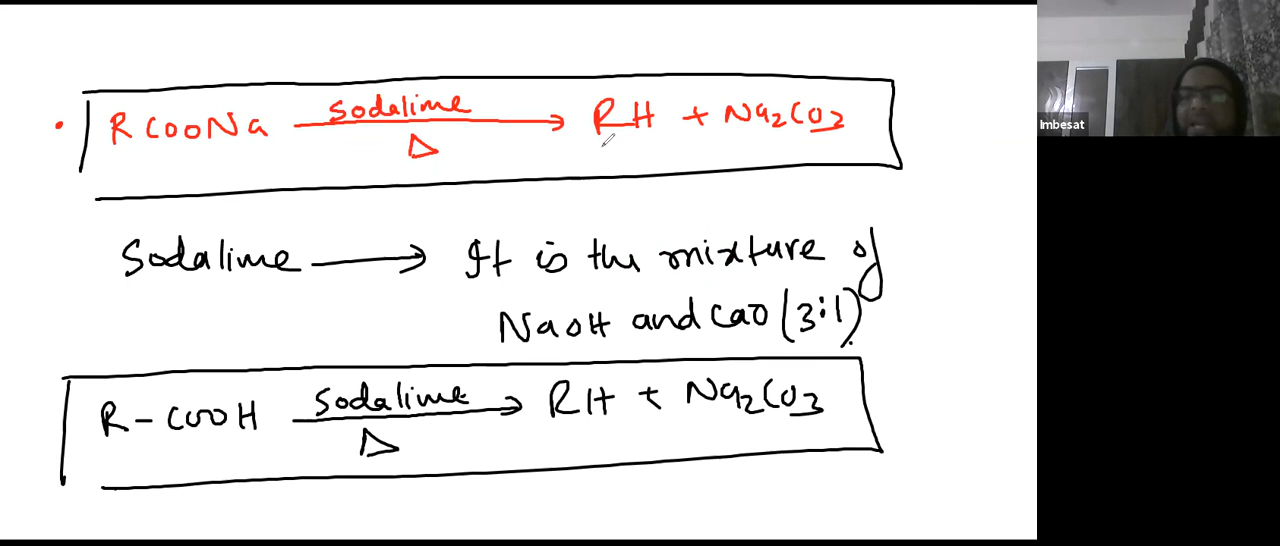 • RCOONa sodalime Δ → RH + Na2CO3
Sodalime → It is the mixture of
NaOH and CaO (3:1).
R-COOH sodalime Δ → RH + Na2CO3
Imbesat